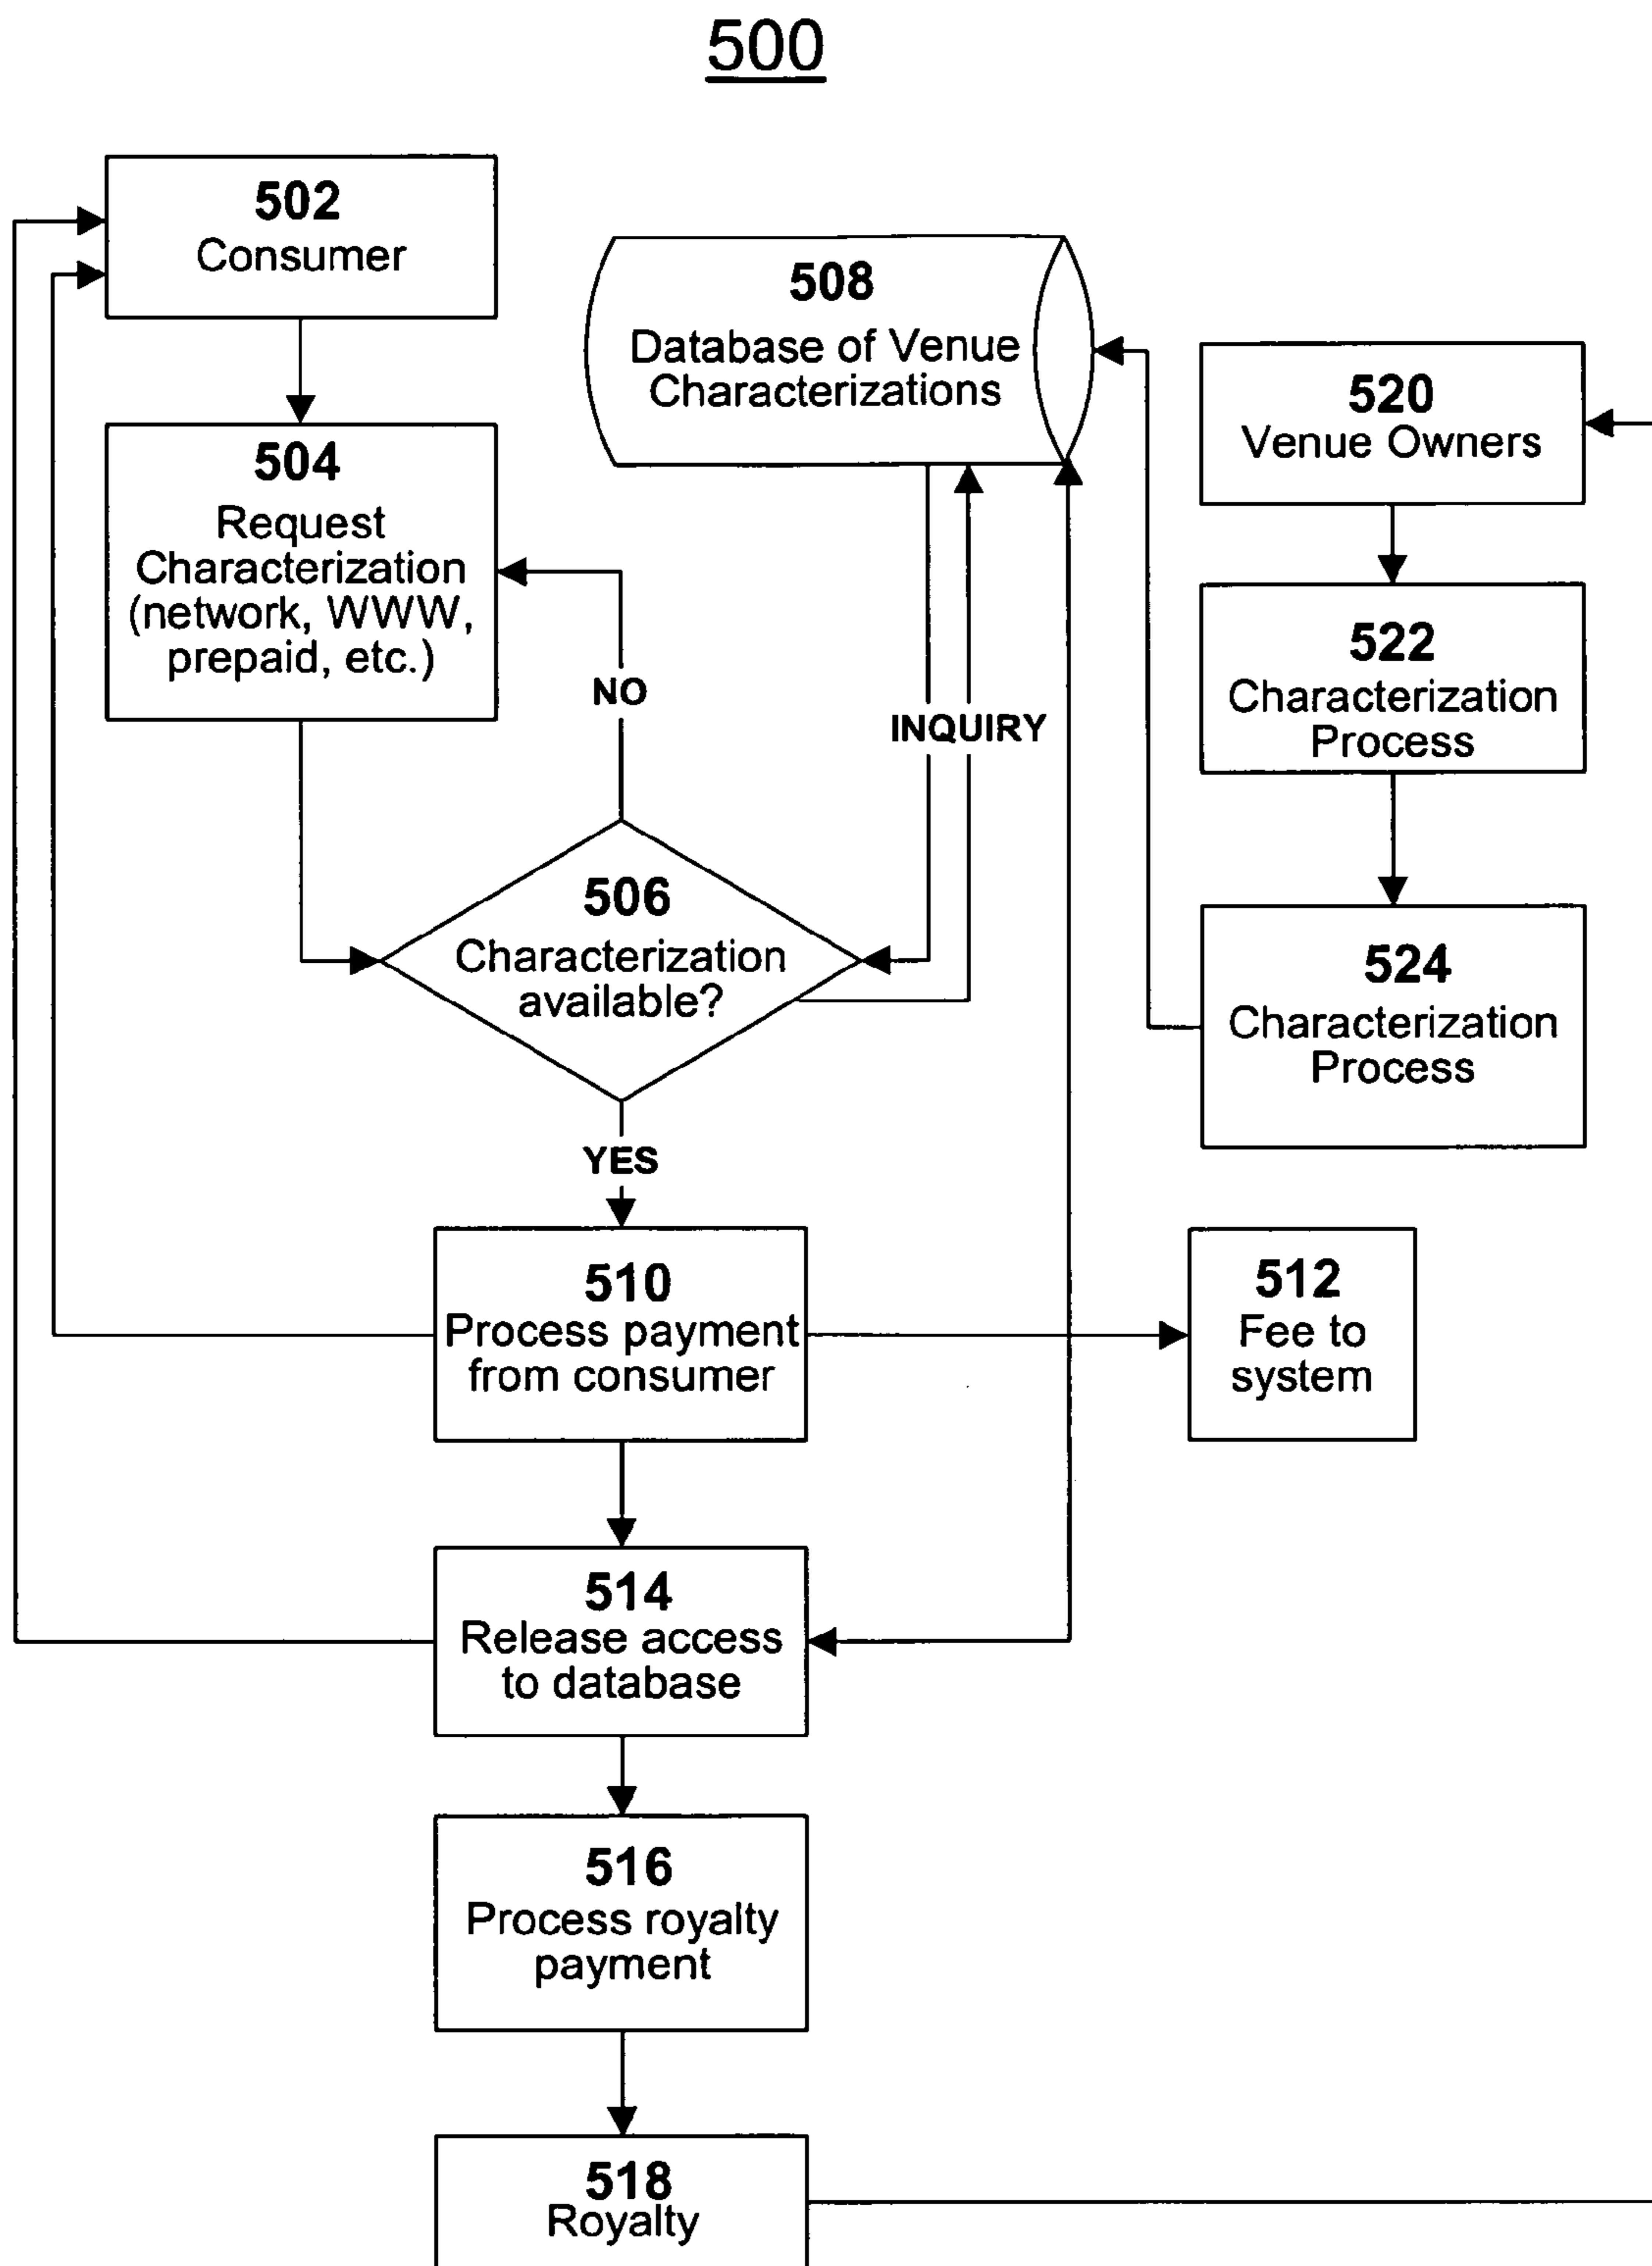 500
502
Consumer
504
Request
Characterization
(network, WWW,
prepaid, etc.)
508
Database of Venue
Characterizations
520
Venue Owners
522
Characterization
Process
524
Characterization
Process
NO
INQUIRY
506
Characterization
available?
YES
510
Process payment
from consumer
512
Fee to
system
514
Release access
to database
516
Process royalty
payment
518
Royalty